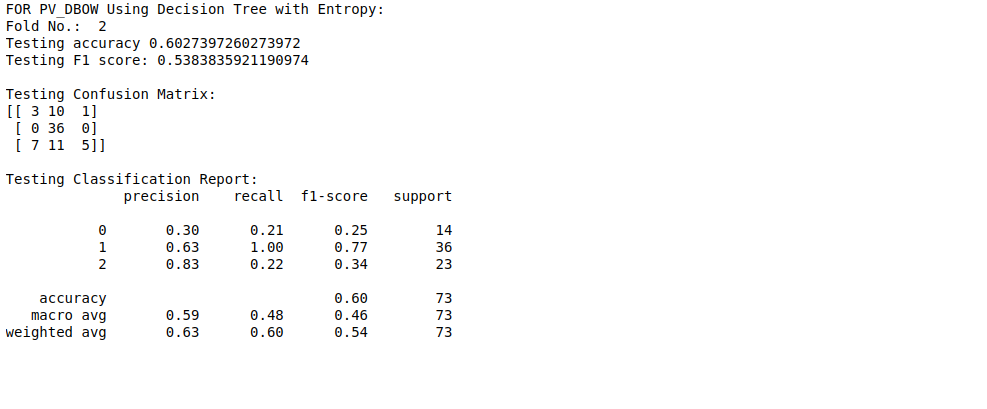 FOR PV_DBOW Using Decision Tree with Entropy:
Fold No.:  2
Testing accuracy 0.6027397260273972
Testing F1 score: 0.5383835921190974

Testing Confusion Matrix:
[[ 3 10  1]
 [ 0 36  0]
 [ 7 11  5]]

Testing Classification Report:
              precision    recall  f1-score   support

           0       0.30      0.21      0.25        14
           1       0.63      1.00      0.77        36
           2       0.83      0.22      0.34        23

    accuracy                           0.60        73
   macro avg       0.59      0.48      0.46        73
weighted avg       0.63      0.60      0.54        73